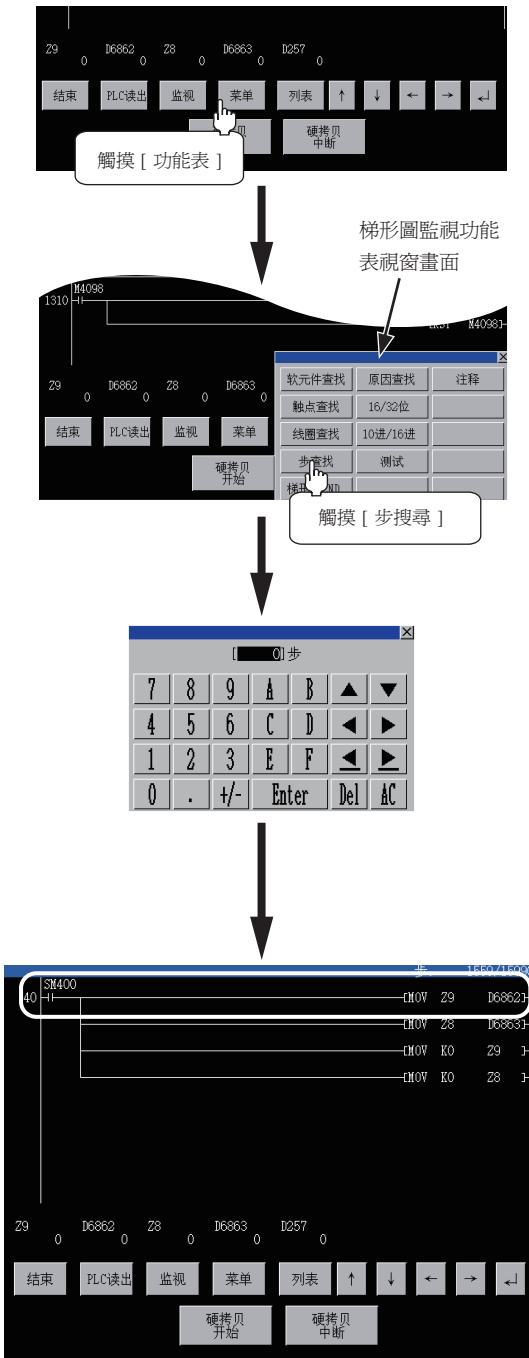 Z9 D6862 Z8 D6863 D257
0 0 0 0 0
结束 PLC读出 监视 菜单 列表 ↑ ↓ ← → ↵
贝 硬拷贝
中断
觸摸 [ 功能表 ]
梯形圖監視功能
表視窗畫面
M4098
1310
M4098]
×
软元件查找 原因查找 注释
Z9 D6862 Z8 D6863
0 0 0 0
触点查找 16/32位
结束 PLC读出 监视 菜单
线圈查找 10进/16进
步查找 测试
硬拷贝
开始
觸摸 [ 步搜尋 ]
×
[ 0]步
7 8 9 A B ▲ ▼
4 5 6 C D ◀ ▶
1 2 3 E F ◀ ▶
0 . +/- Enter Del AC
步 1559/1599
SM400
40 [MOV Z9 D6862]
[MOV Z8 D6863]
[MOV K0 Z9 ]
[MOV K0 Z8 ]
Z9 D6862 Z8 D6863 D257
0 0 0 0 0
结束 PLC读出 监视 菜单 列表 ↑ ↓ ← → ↵
硬拷贝 硬拷贝
开始 中断